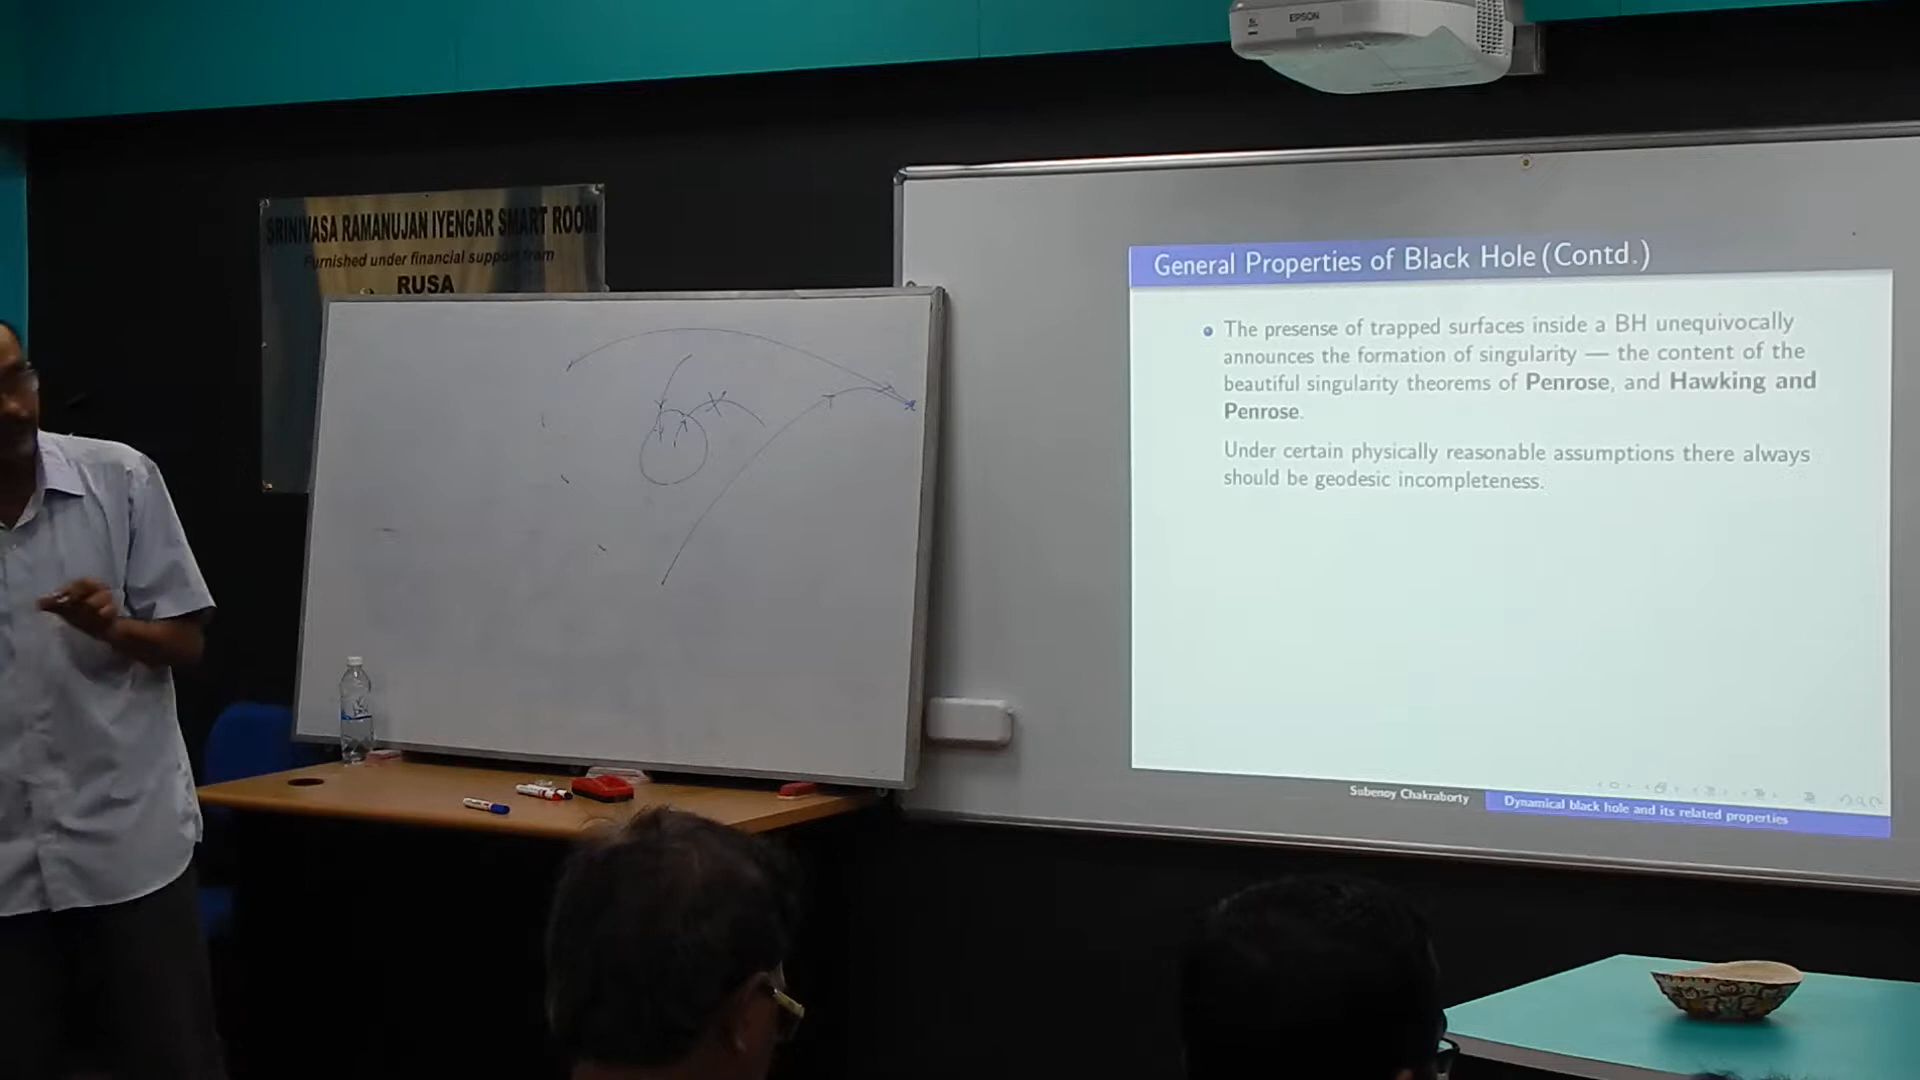 EPSON
SRINIVASA RAMANUJAN IYENGAR SMART ROOM
Furnished under financial support from
RUSA
General Properties of Black Hole (Contd.)
The presense of trapped surfaces inside a BH unequivocally
announces the formation of singularity — the content of the
beautiful singularity theorems of Penrose, and Hawking and
Penrose.
Under certain physically reasonable assumptions there always
should be geodesic incompleteness.
Subenoy Chakraborty
Dynamical black hole and its related properties